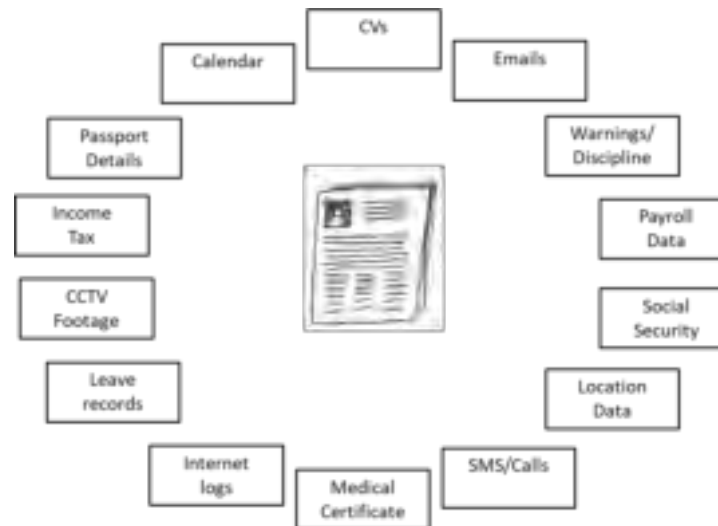 CVs
Calendar
Emails
Passport
Details
Warnings/
Discipline
Income
Tax
Payroll
Data
CCTV
Footage
Social
Security
Leave
records
Location
Data
Internet
logs
SMS/Calls
Medical
Certificate